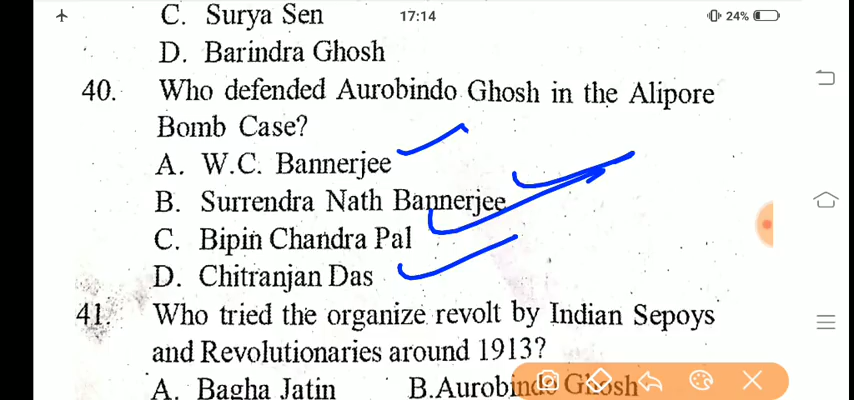 C. Surya Sen
17:14
24%
D. Barindra Ghosh
40. Who defended Aurobindo Ghosh in the Alipore
Bomb Case?
A. W.C. Bannerjee
B. Surrendra Nath Bannerjee
C. Bipin Chandra Pal
D. Chitranjan Das
41. Who tried the organize revolt by Indian Sepoys
and Revolutionaries around 1913?
A. Bagha Jatin B.Aurobindo Ghosh